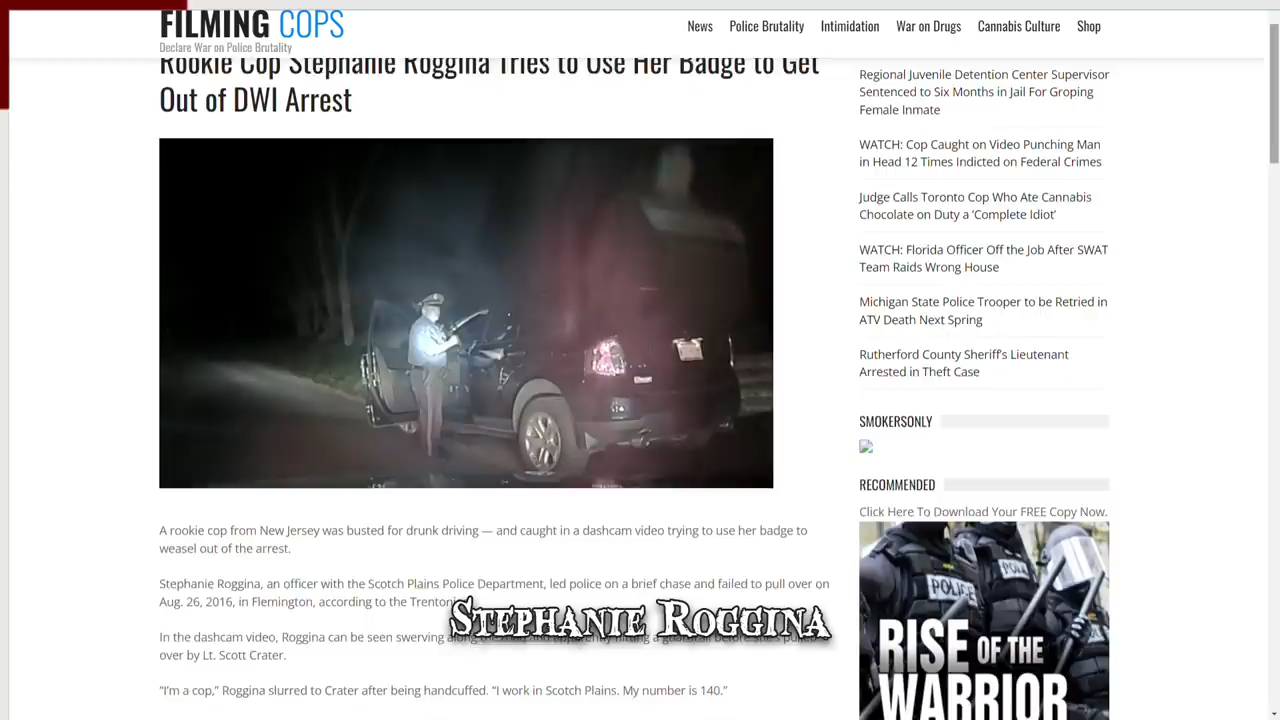 FILMING COPS
Declare War on Police Brutality
News Police Brutality Intimidation War on Drugs Cannabis Culture Shop
Rookie Cop Stephanie Roggina Tries to Use Her Badge to Get
Out of DWI Arrest
A rookie cop from New Jersey was busted for drunk driving — and caught in a dashcam video trying to use her badge to
weasel out of the arrest.
Stephanie Roggina, an officer with the Scotch Plains Police Department, led police on a brief chase and failed to pull over on
Aug. 26, 2016, in Flemington, according to the
STEPHANIE ROGGINA
In the dashcam video, Roggina can be seen swerving
over by Lt. Scott Crater.
“I’m a cop,” Roggina slurred to Crater after being handcuffed. “I work in Scotch Plains. My number is 140.”
Regional Juvenile Detention Center Supervisor
Sentenced to Six Months in Jail For Groping
Female Inmate
WATCH: Cop Caught on Video Punching Man
in Head 12 Times Indicted on Federal Crimes
Judge Calls Toronto Cop Who Ate Cannabis
Chocolate on Duty a ‘Complete Idiot’
WATCH: Florida Officer Off the Job After SWAT
Team Raids Wrong House
Michigan State Police Trooper to be Retried in
ATV Death Next Spring
Rutherford County Sheriff’s Lieutenant
Arrested in Theft Case
SMOKERSONLY
RECOMMENDED
Click Here To Download Your FREE Copy Now.
POLICE
POLICE
RISE OF THE
WARRIOR